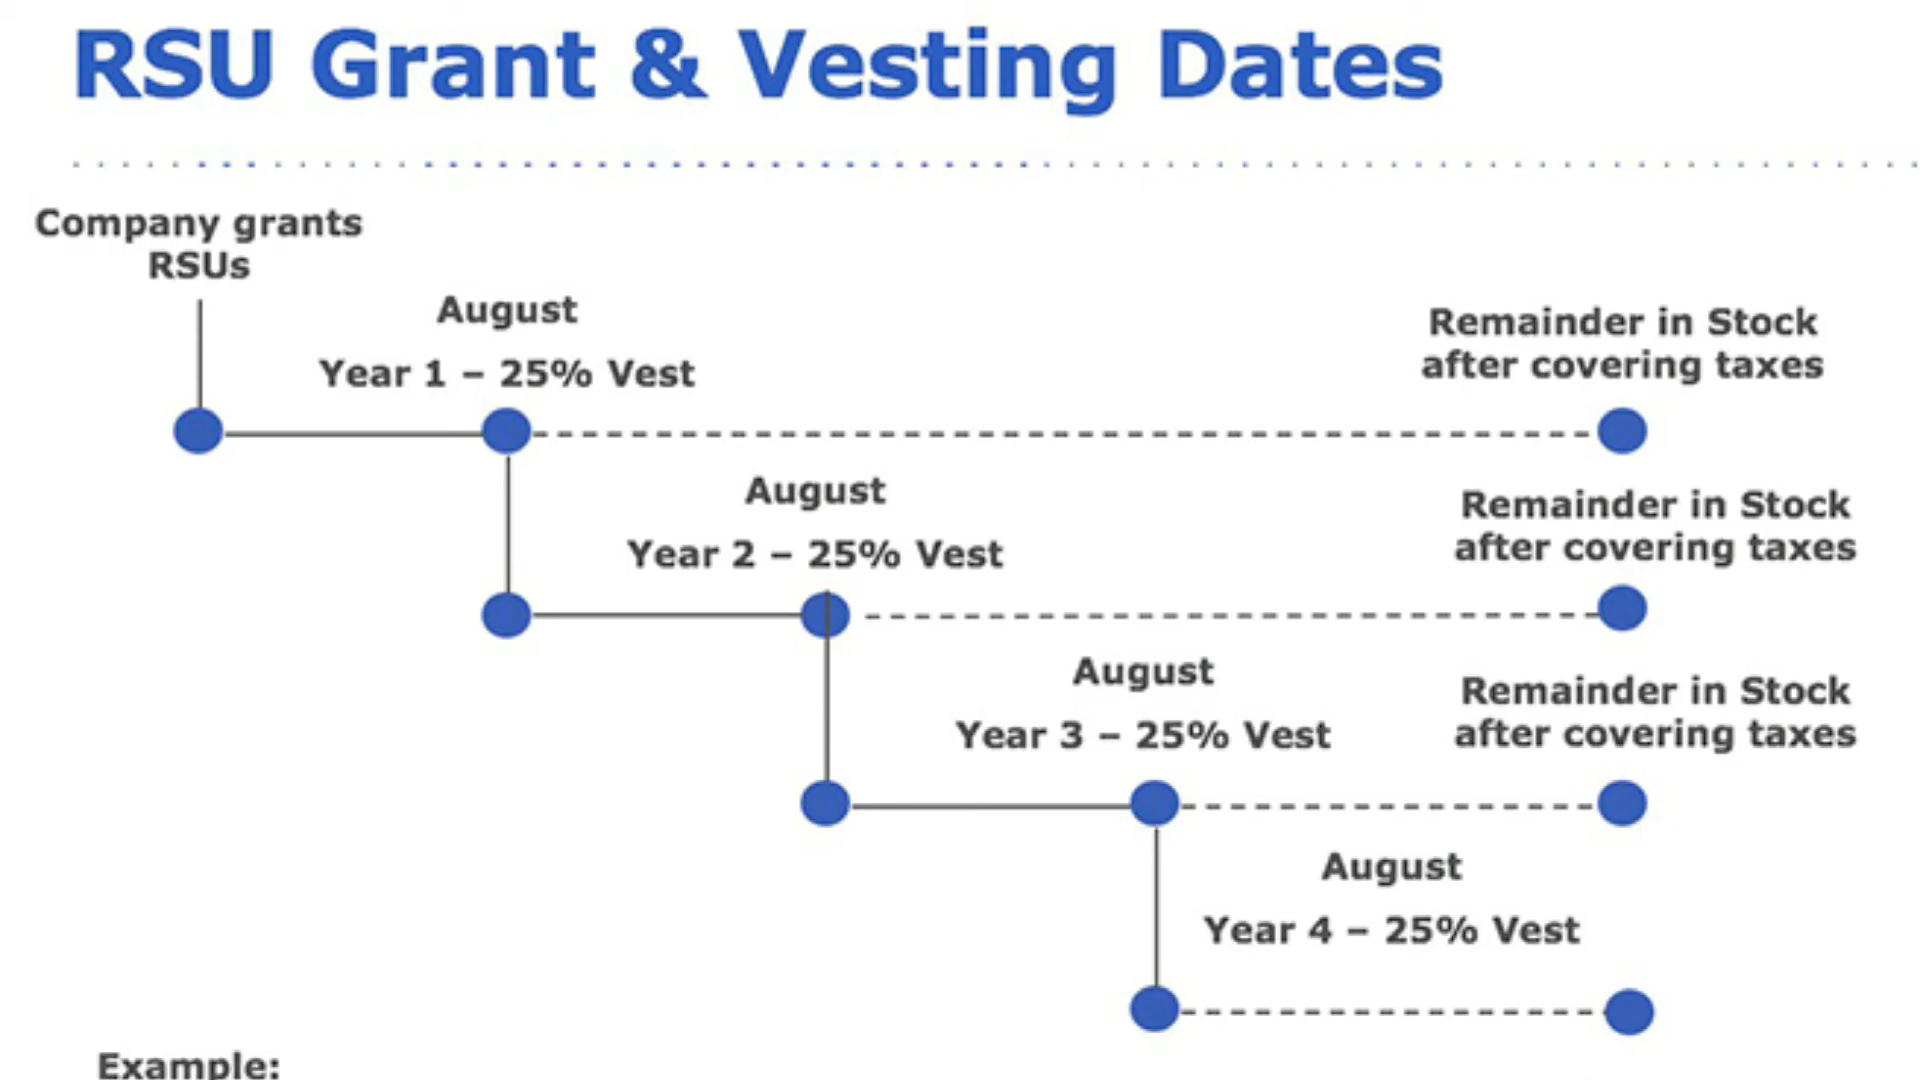 RSU Grant & Vesting Dates
Company grants
RSUs
August
Year 1 – 25% Vest
Remainder in Stock
after covering taxes
August
Year 2 – 25% Vest
Remainder in Stock
after covering taxes
August
Year 3 – 25% Vest
Remainder in Stock
after covering taxes
August
Year 4 – 25% Vest
Example: